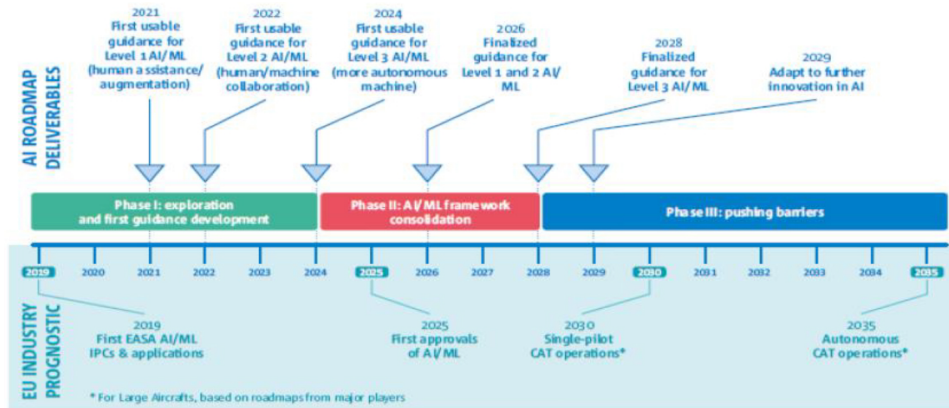 AI ROADMAP
DELIVERABLES
2021
First usable
guidance for
Level 1 AI/ML
(human assistance/
augmentation)
2022
First usable
guidance for
Level 2 AI/ML
(human/machine
collaboration)
2024
First usable
guidance for
Level 3 AI/ML
(more autonomous
machine)
2026
Finalized
guidance for
Level 1 and 2 AI/
ML
2028
Finalized
guidance for
Level 3 AI/ML
2029
Adapt to further
innovation in AI
Phase I: exploration
and first guidance development
Phase II: AI/ML framework
consolidation
Phase III: pushing barriers
2019 2020 2021 2022 2023 2024 2025 2026 2027 2028 2029 2030 2031 2032 2033 2034 2035
EU INDUSTRY
PROGNOSTIC
2019
First EASA AI/ML
IPCs & applications
2025
First approvals
of AI/ML
2030
Single-pilot
CAT operations*
2035
Autonomous
CAT operations*
* For Large Aircrafts, based on roadmaps from major players